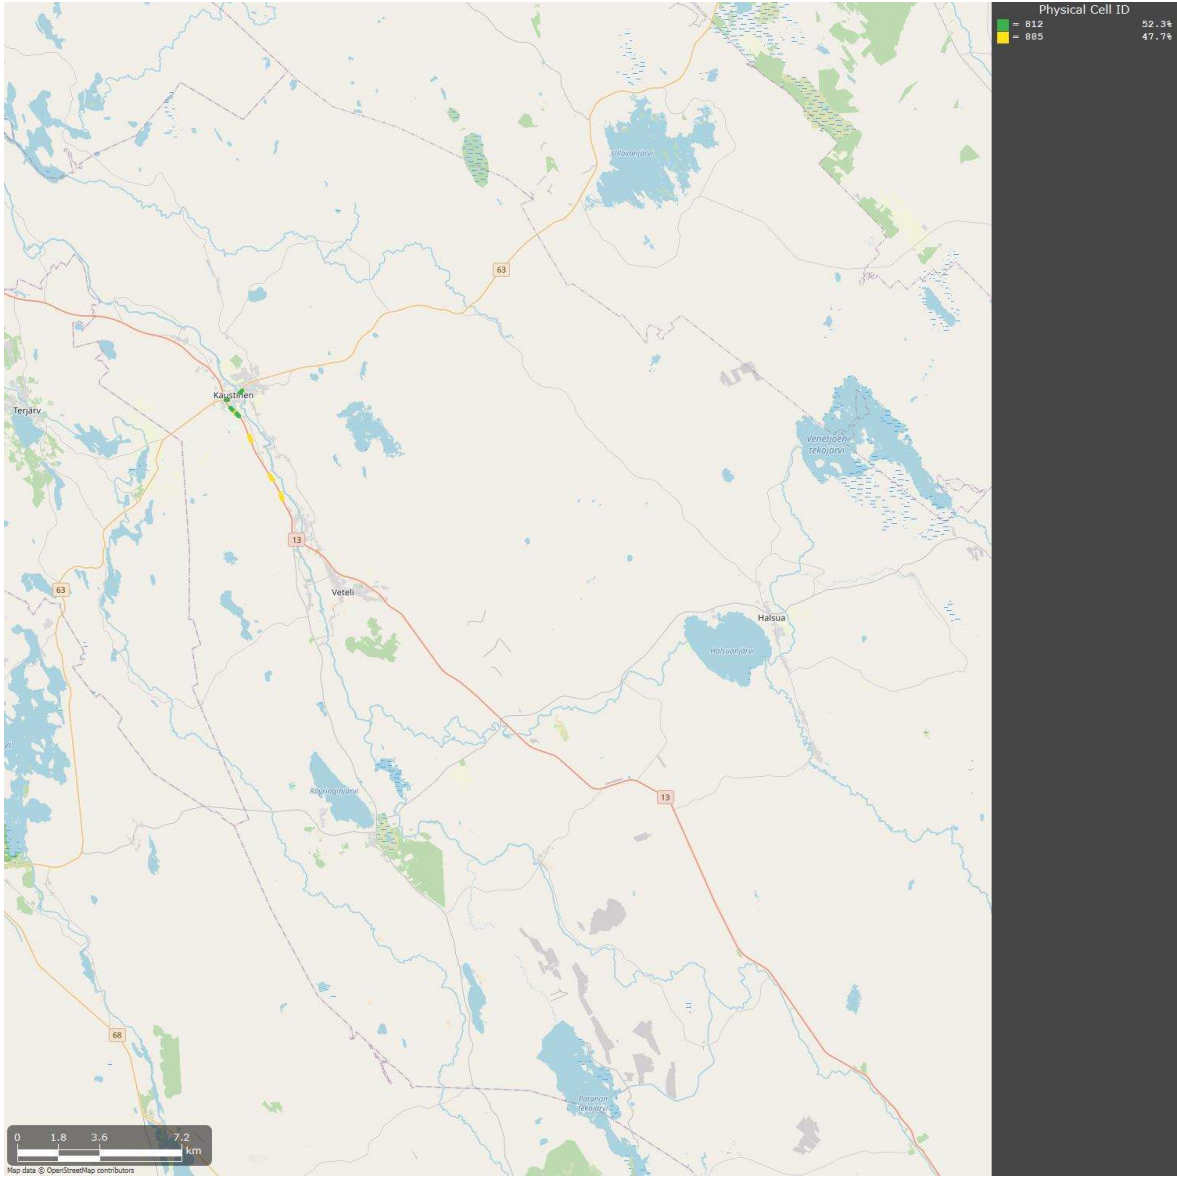 Physical Cell ID
= 812 52.3%
= 885 47.7%
Ullavanjärvi
63
Kaustinen
Terjärv
Venetjoen
tekojärvi
13
63
Veteli
Halsua
Halsuanjärvi
vi
Räyringinjärvi
13
68
Patanan
tekojärvi
0 1.8 3.6 7.2
km
Map data © OpenStreetMap contributors